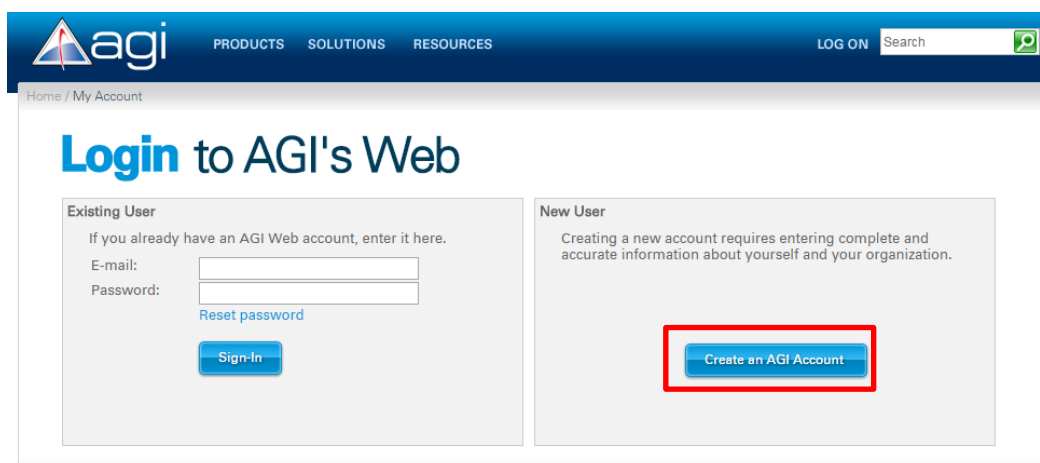 agi PRODUCTS SOLUTIONS RESOURCES LOG ON Search
Home / My Account
Login to AGI's Web
Existing User
If you already have an AGI Web account, enter it here.
E-mail:
Password:
Reset password
Sign-In
New User
Creating a new account requires entering complete and
accurate information about yourself and your organization.
Create an AGI Account